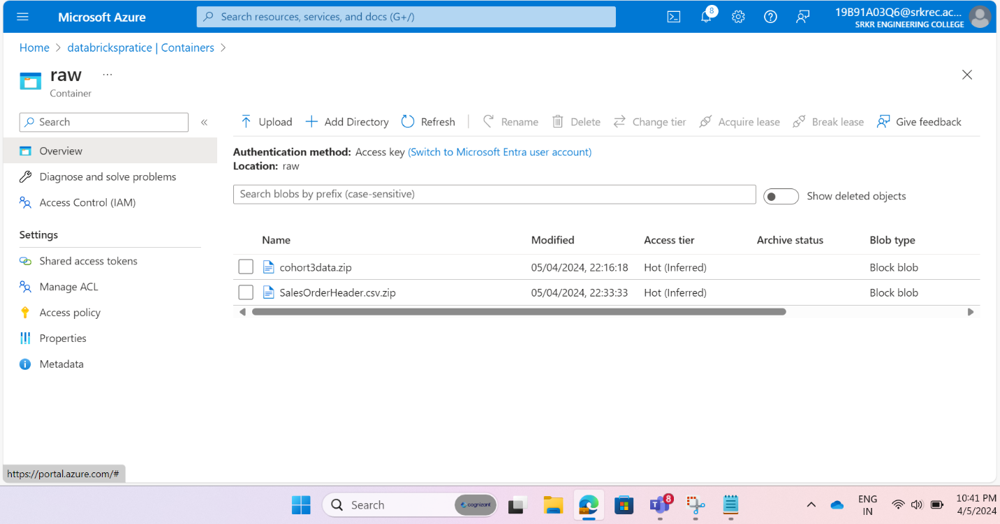 Microsoft Azure
Search resources, services, and docs (G+/)
8
19B91A03Q6@srkrec.ac...
SRKR ENGINEERING COLLEGE
Home > databrickspratice | Containers >
raw ...
Container
Search «
Overview
Diagnose and solve problems
Access Control (IAM)
Settings
Shared access tokens
Manage ACL
Access policy
Properties
Metadata
Upload Add Directory Refresh Rename Delete Change tier Acquire lease Break lease Give feedback
Authentication method: Access key (Switch to Microsoft Entra user account)
Location: raw
Search blobs by prefix (case-sensitive) Show deleted objects
Name Modified Access tier Archive status Blob type
cohort3data.zip 05/04/2024, 22:16:18 Hot (Inferred) Block blob
SalesOrderHeader.csv.zip 05/04/2024, 22:33:33 Hot (Inferred) Block blob
https://portal.azure.com/#
Search cognizant
8
ENG
IN
10:41 PM
4/5/2024